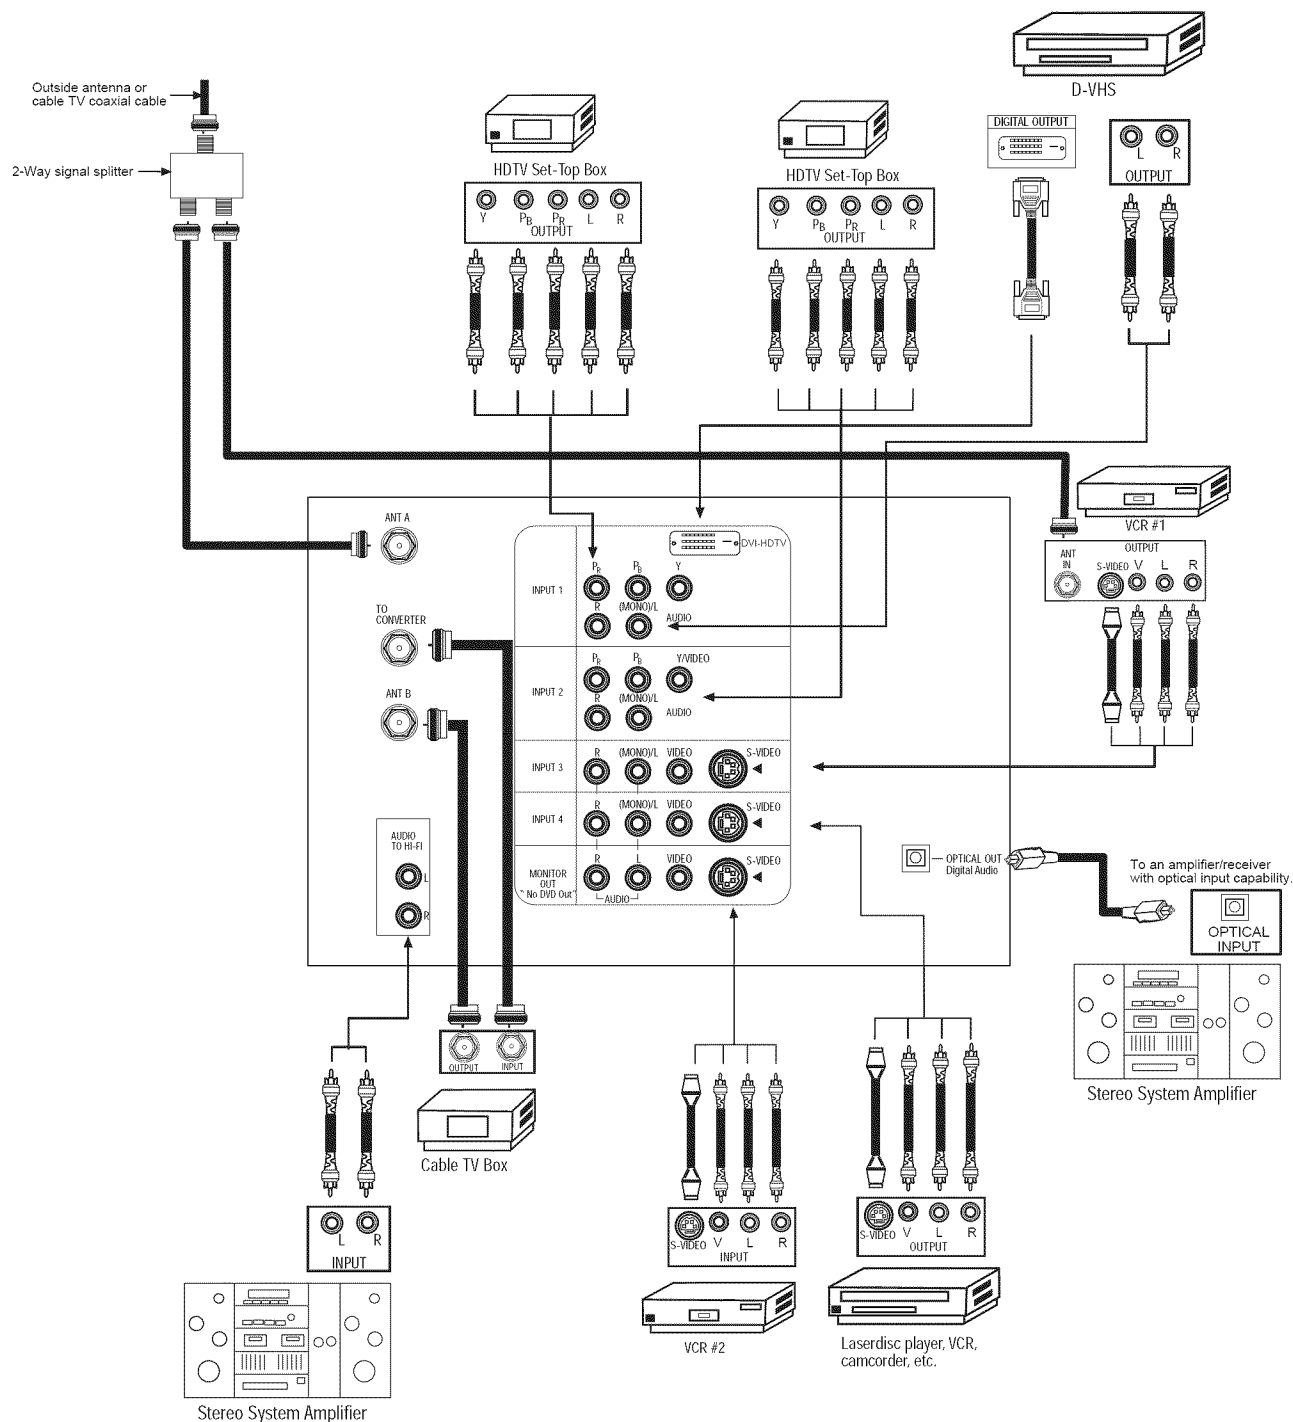 D-VHS
Outside antenna or
cable TV coaxial cable
2-Way signal splitter
HDTV Set-Top Box
Y PB PR L R
OUTPUT
HDTV Set-Top Box
Y PB PR L R
OUTPUT
DIGITAL OUTPUT
L R
OUTPUT
VCR #1
ANT
IN
OUTPUT
S-VIDEO V L R
ANT A
TO
CONVERTER
ANT B
AUDIO
TO HI-FI
L
R
DVI-HDTV
INPUT 1
PR PB Y
R (MONO)/L AUDIO
INPUT 2
PR PB Y/VIDEO
R (MONO)/L AUDIO
INPUT 3
R (MONO)/L VIDEO S-VIDEO
INPUT 4
R (MONO)/L VIDEO S-VIDEO
MONITOR
OUT
"No DVD Out"
R L VIDEO S-VIDEO
AUDIO
OPTICAL OUT
Digital Audio
To an amplifier/receiver
with optical input capability.
OPTICAL
INPUT
Stereo System Amplifier
OUTPUT INPUT
Cable TV Box
L R
INPUT
Stereo System Amplifier
S-VIDEO V L R
INPUT
VCR #2
S-VIDEO V L R
OUTPUT
Laserdisc player, VCR,
camcorder, etc.